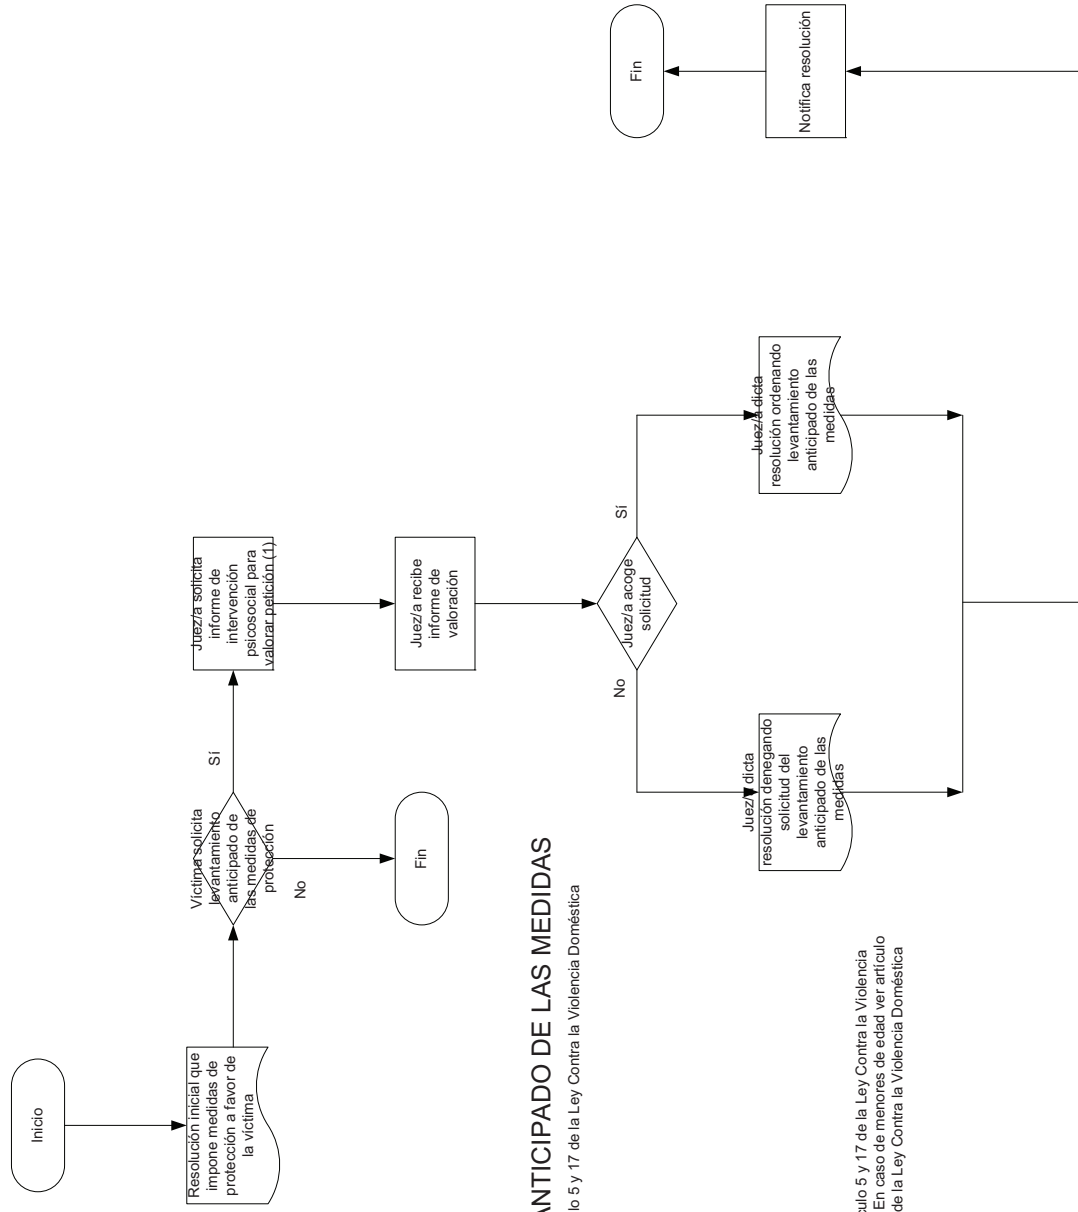 Inicio
Resolución inicial que
impone medidas de
protección a favor de
la víctima
Víctima solicita
levantamiento
anticipado de
las medidas de
protección
Sí
No
Fin
Juez/a solicita
informe de
intervención
psicosocial para
valorar petición (1)
Juez/a recibe
informe de
valoración
Juez/a acoge
solicitud
No
Sí
Juez/a dicta
resolución denegando
solicitud del
levantamiento
anticipado de las
medidas
Juez/a dicta
resolución ordenando
levantamiento
anticipado de las
medidas
Notifica resolución
Fin
ANTICIPADO DE LAS MEDIDAS
5 y 17 de la Ley Contra la Violencia Doméstica
5 y 17 de la Ley Contra la Violencia
En caso de menores de edad ver artículo
de la Ley Contra la Violencia Doméstica